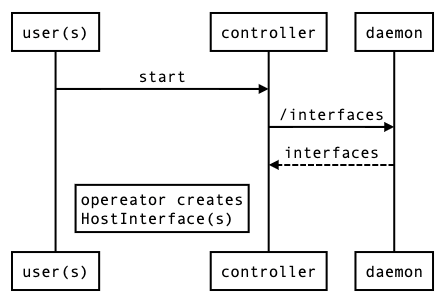 user(s) controller daemon
start
/interfaces
interfaces
opereator creates
HostInterface(s)
user(s) controller daemon